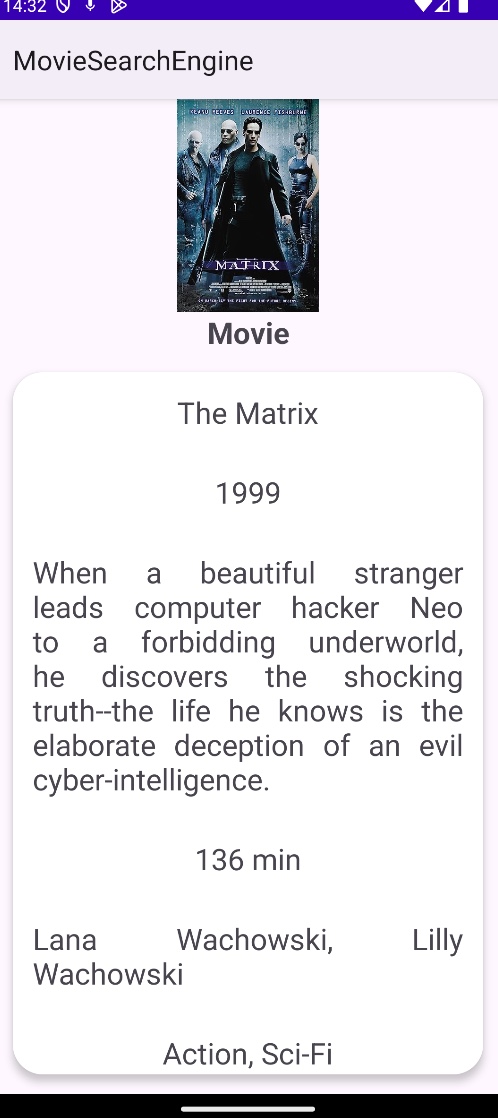 14:32
MovieSearchEngine
KEANU REEVES LAURENCE FISHBURNE
MATRIX
Movie
The Matrix
1999
When a beautiful stranger
leads computer hacker Neo
to a forbidding underworld,
he discovers the shocking
truth--the life he knows is the
elaborate deception of an evil
cyber-intelligence.
136 min
Lana Wachowski, Lilly
Wachowski
Action, Sci-Fi